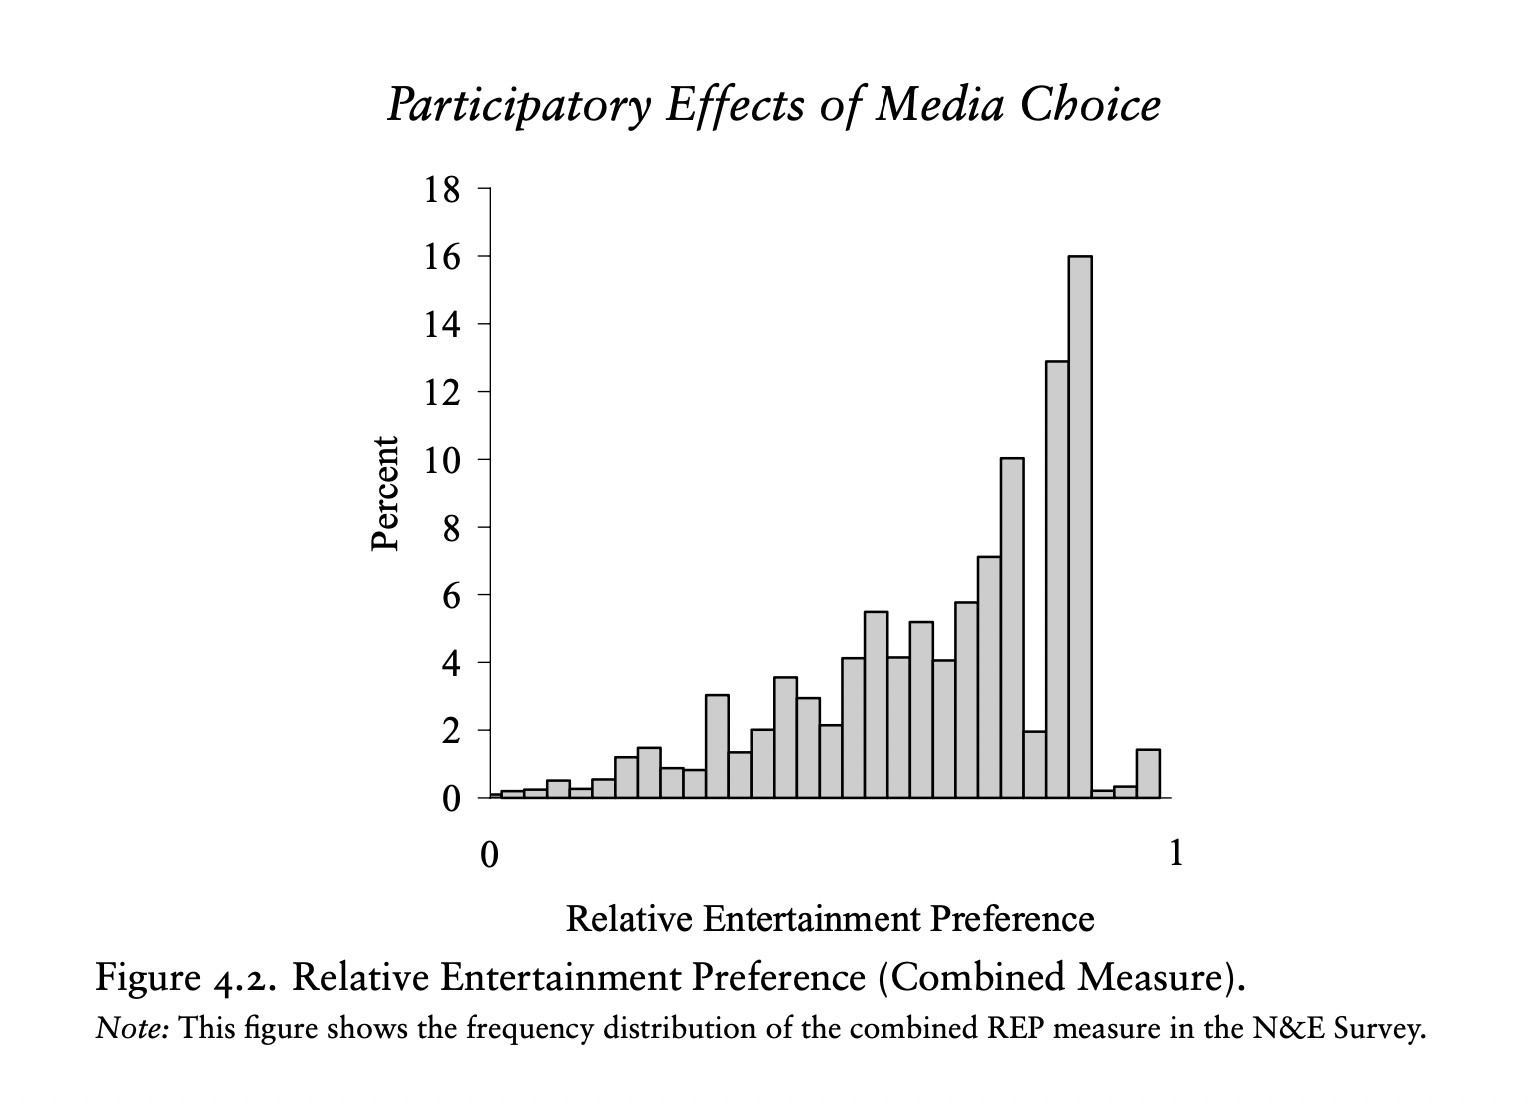 Participatory Effects of Media Choice
18
16
14
12
10
8
6
4
2
0
Percent
0 1
Relative Entertainment Preference
Figure 4.2. Relative Entertainment Preference (Combined Measure).
Note: This figure shows the frequency distribution of the combined REP measure in the N&E Survey.